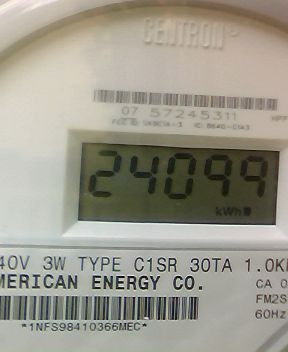 CENTRON®
07 57245311
24099
kWh
40V 3W TYPE C1SR 30TA 1.0K
MERICAN ENERGY CO.
CA 0
FM2S
60Hz
*1NFS98410366MEC*